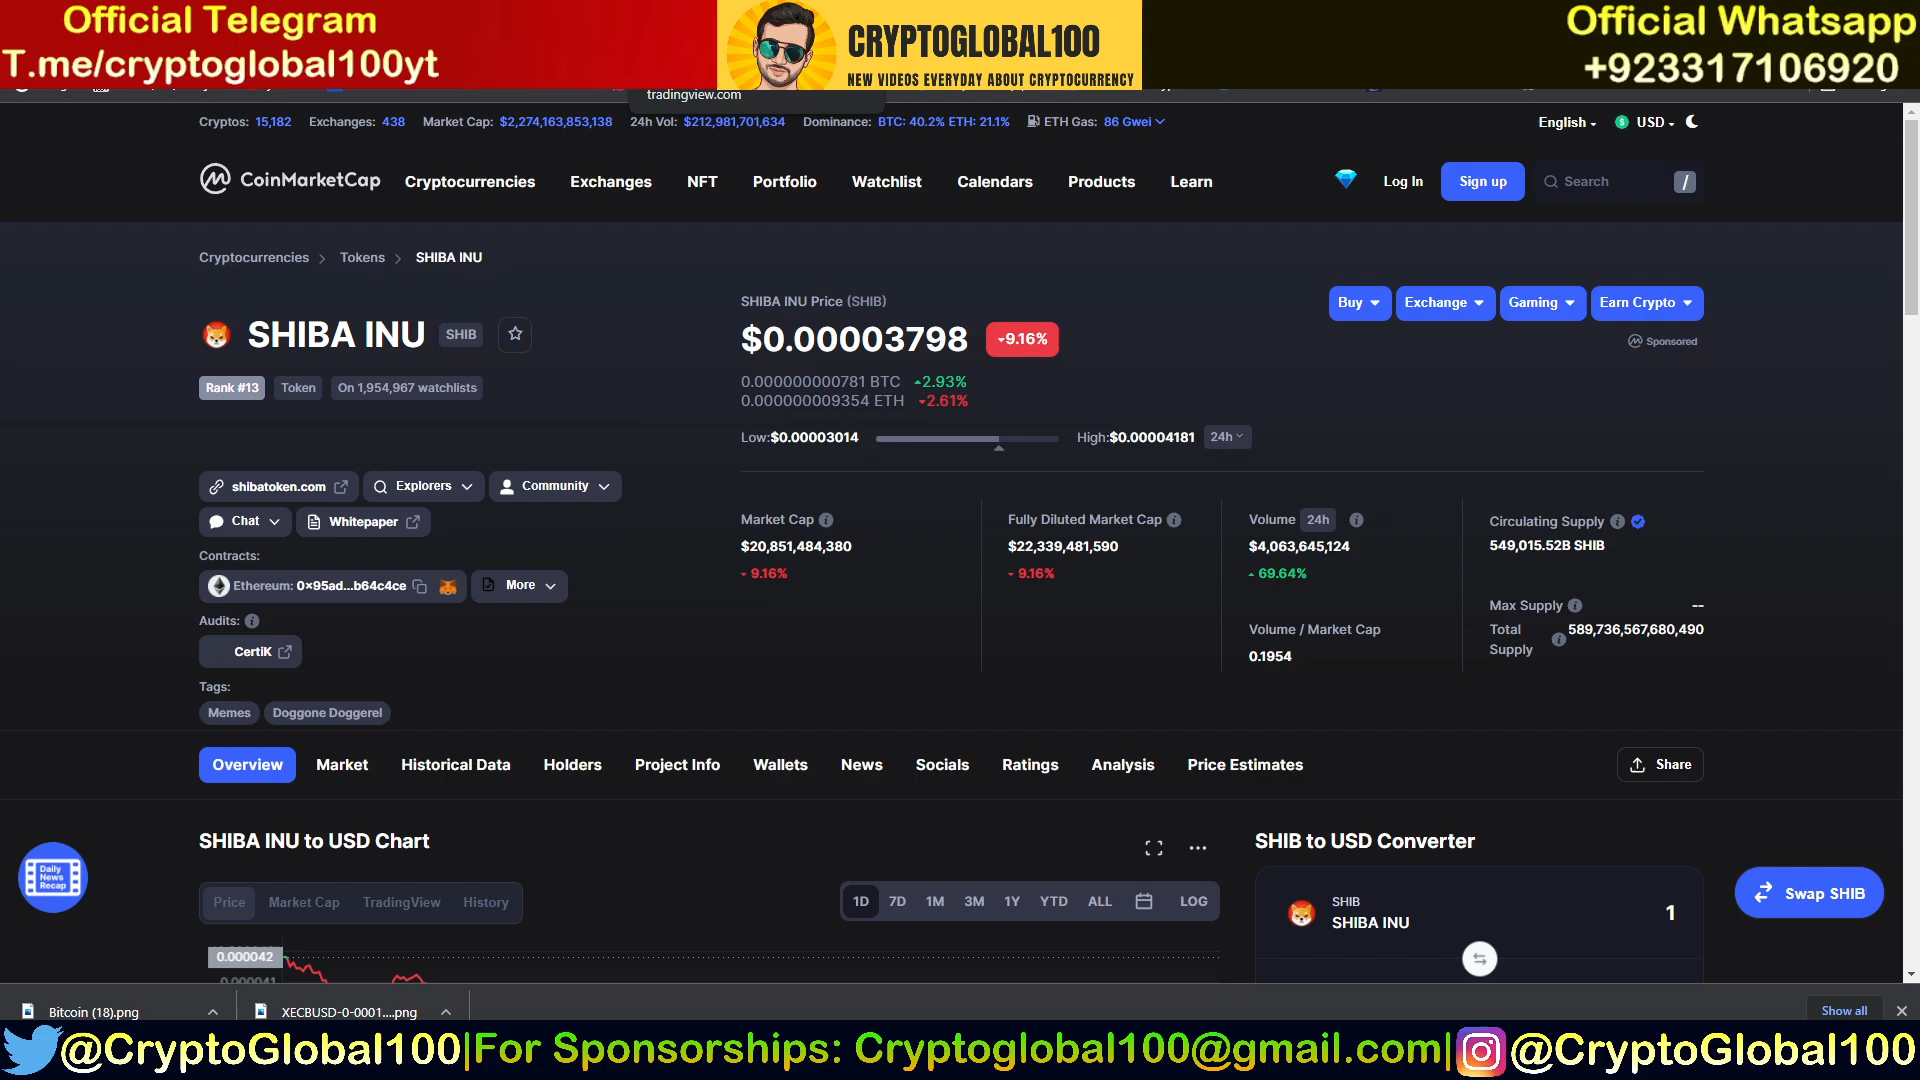 Official Telegram
T.me/cryptoglobal100yt
CRYPTOGLOBAL100
NEW VIDEOS EVERYDAY ABOUT CRYPTOCURRENCY
Official Whatsapp
+923317106920
tradingview.com
Cryptos: 15,182 Exchanges: 438 Market Cap: $2,274,163,853,138 24h Vol: $212,981,701,634 Dominance: BTC: 40.2% ETH: 21.1% ETH Gas: 86 Gwei
English USD
CoinMarketCap Cryptocurrencies Exchanges NFT Portfolio Watchlist Calendars Products Learn Log In Sign up Search /
Cryptocurrencies Tokens SHIBA INU
SHIBA INU SHIB
Rank #13 Token On 1,954,967 watchlists
SHIBA INU Price (SHIB)
$0.00003798 9.16%
0.000000000781 BTC 2.93%
0.000000009354 ETH 2.61%
Low:$0.00003014 High:$0.00004181 24h
Buy Exchange Gaming Earn Crypto
Sponsored
shibatoken.com Explorers Community
Chat Whitepaper
Contracts:
Ethereum: 0x95ad...b64c4ce More
Audits:
CertiK
Tags:
Memes Doggone Doggerel
Market Cap
$20,851,484,380
9.16%
Fully Diluted Market Cap
$22,339,481,590
9.16%
Volume 24h
$4,063,645,124
69.64%
Volume / Market Cap
0.1954
Circulating Supply
549,015.52B SHIB
Max Supply --
Total Supply 589,736,567,680,490
Overview Market Historical Data Holders Project Info Wallets News Socials Ratings Analysis Price Estimates Share
Daily
News
Recap
SHIBA INU to USD Chart
Price Market Cap TradingView History
1D 7D 1M 3M 1Y YTD ALL LOG
0.000042
0.000041
SHIB to USD Converter
SHIB
SHIBA INU
1
Swap SHIB
Bitcoin (18).png XECBUSD-0-0001....png Show all
@CryptoGlobal100|For Sponsorships: Cryptoglobal100@gmail.com|@CryptoGlobal100